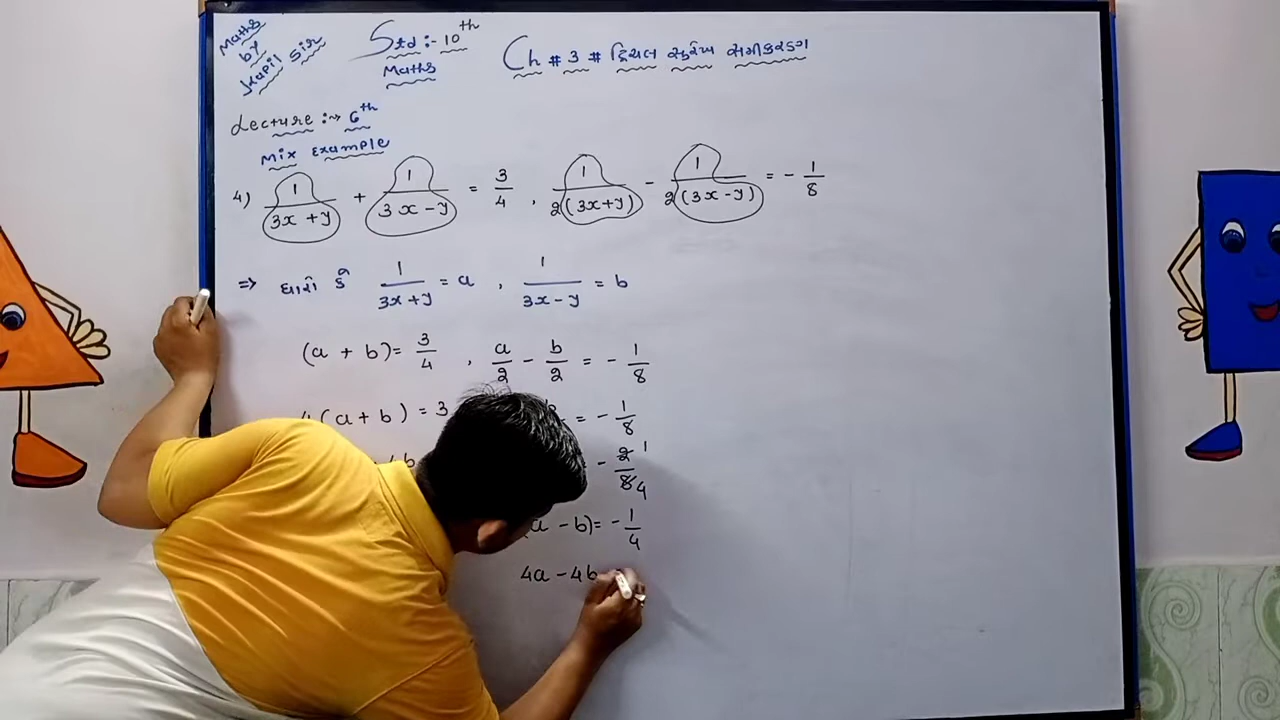 Maths by Kapil Sir
Std :- 10th
Maths
Ch # 3 # દ્વિચલ સુરેખ સમીકરણ
Lecture :→ 6th
Mix Example
4) 1/(3x+y) + 1/(3x-y) = 3/4 , 1/2(3x+y) - 1/2(3x-y) = -1/8
⇒ ધારો કે 1/(3x+y) = a , 1/(3x-y) = b
(a + b) = 3/4 , a/2 - b/2 = -1/8
4(a+b) = 3 = -1/8
- 2/8 1 4
a - b) = -1/4
4a - 4b